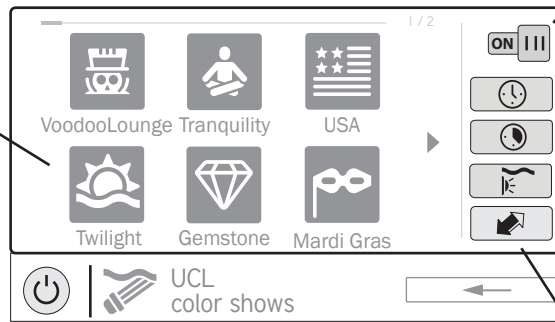 1 / 2
ON
VoodooLounge Tranquility USA
Twilight Gemstone Mardi Gras
UCL
color shows